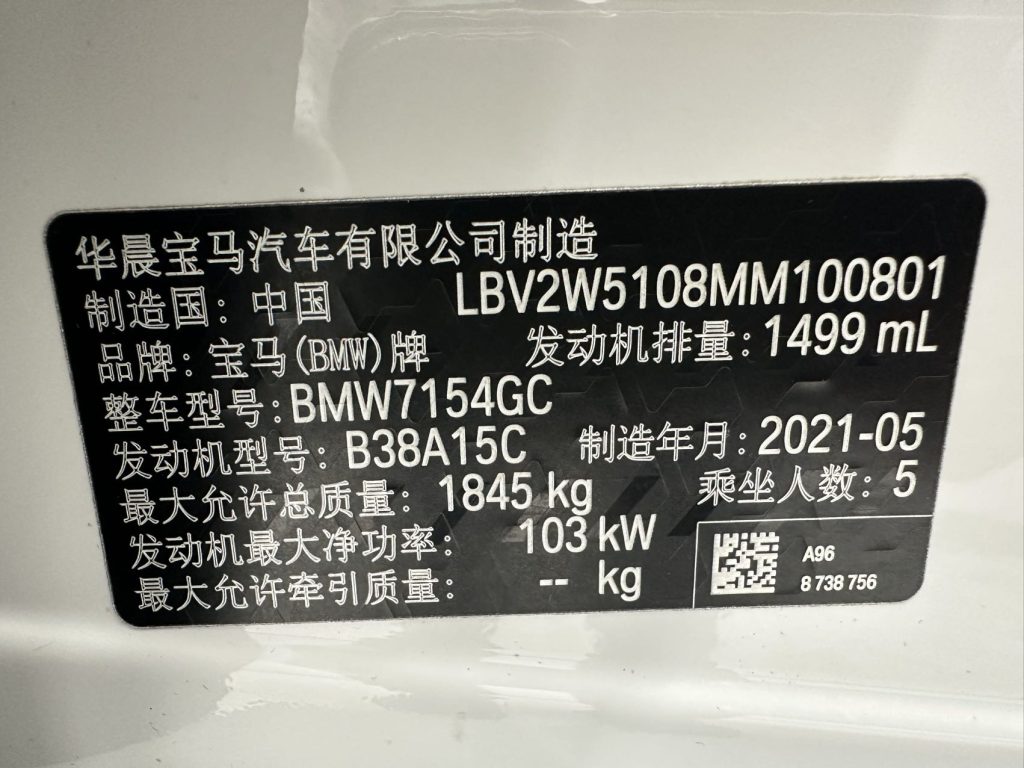 华晨宝马汽车有限公司制造
制造国: 中国 LBV2W5108MM100801
品牌: 宝马(BMW)牌 发动机排量: 1499 mL
整车型号: BMW7154GC
发动机型号: B38A15C 制造年月: 2021-05
最大允许总质量: 1845 kg 乘坐人数: 5
发动机最大净功率: 103 kW
最大允许牵引质量: -- kg
A96
8 738 756